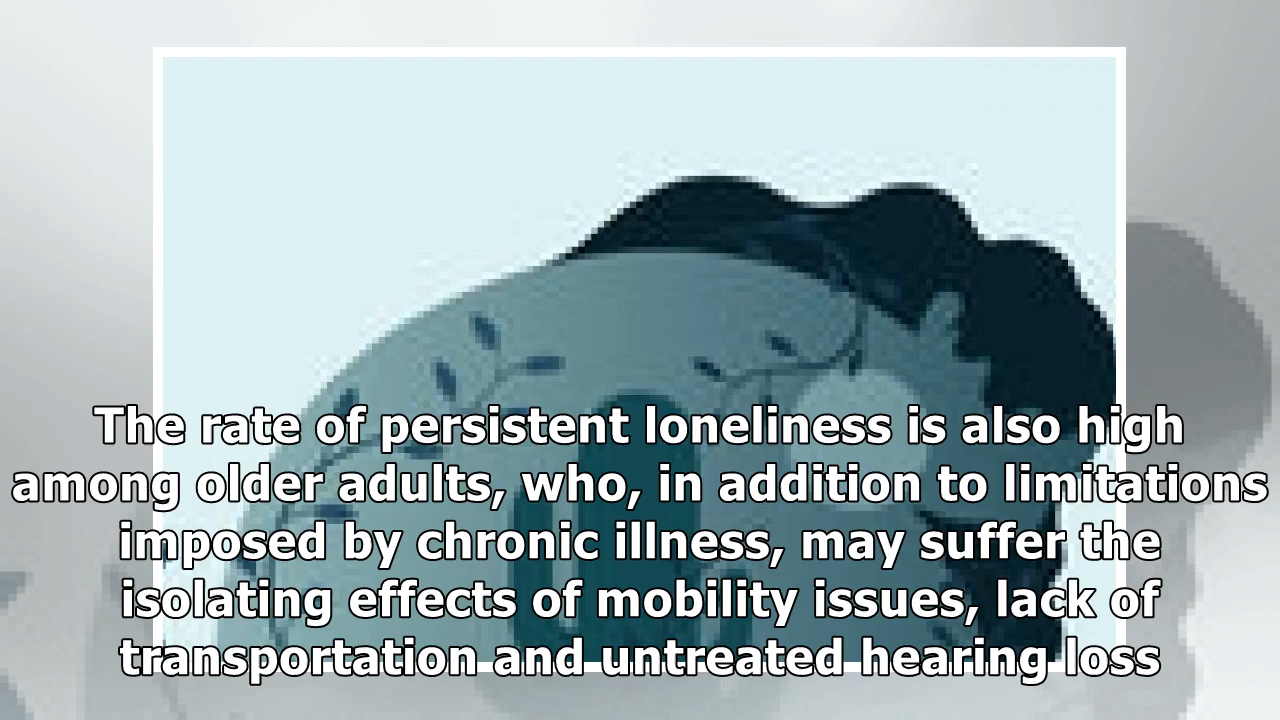 The rate of persistent loneliness is also high
among older adults, who, in addition to limitations
imposed by chronic illness, may suffer the
isolating effects of mobility issues, lack of
transportation and untreated hearing loss